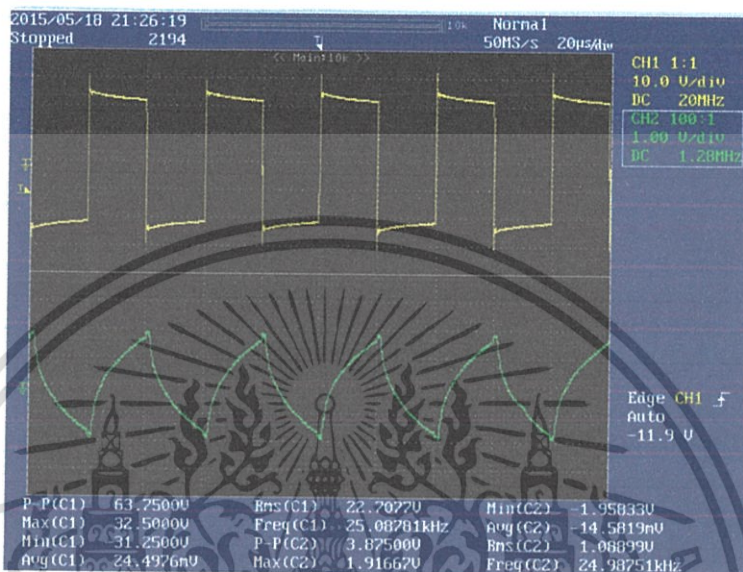 2015/05/18 21:26:19
10k
Normal
Stopped
2194
50MS/s 20µs/div
<< Main:10k >>
CH1 1:1
10.0 V/div
DC 20MHz
CH2 100:1
1.00 V/div
DC 1.28MHz
Edge CH1
Auto
-11.9 V
P-P(C1) 63.7500V
Rms(C1) 22.7077V
Min(C2) -1.95833V
Max(C1) 32.5000V
Freq(C1) 25.08781kHz
Avg(C2) -14.5819mV
Min(C1) 31.2500V
P-P(C2) 3.87500V
Rms(C2) 1.08899V
Avg(C1) 24.4976mV
Max(C2) 1.91667V
Freq(C2) 24.98751kHz